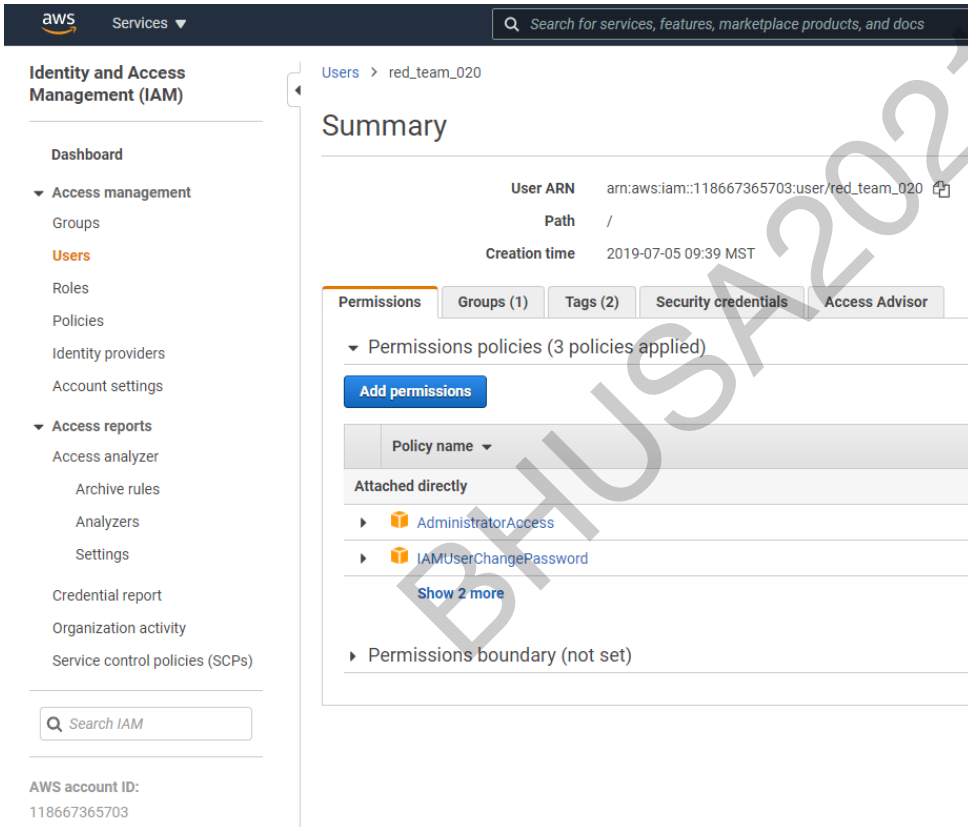 aws Services Search for services, features, marketplace products, and docs
Identity and Access
Management (IAM)
Dashboard
Access management
Groups
Users
Roles
Policies
Identity providers
Account settings
Access reports
Access analyzer
Archive rules
Analyzers
Settings
Credential report
Organization activity
Service control policies (SCPs)
Search IAM
AWS account ID:
118667365703
Users > red_team_020
Summary
User ARN arn:aws:iam::118667365703:user/red_team_020
Path /
Creation time 2019-07-05 09:39 MST
Permissions Groups (1) Tags (2) Security credentials Access Advisor
Permissions policies (3 policies applied)
Add permissions
Policy name
Attached directly
AdministratorAccess
IAMUserChangePassword
Show 2 more
Permissions boundary (not set)